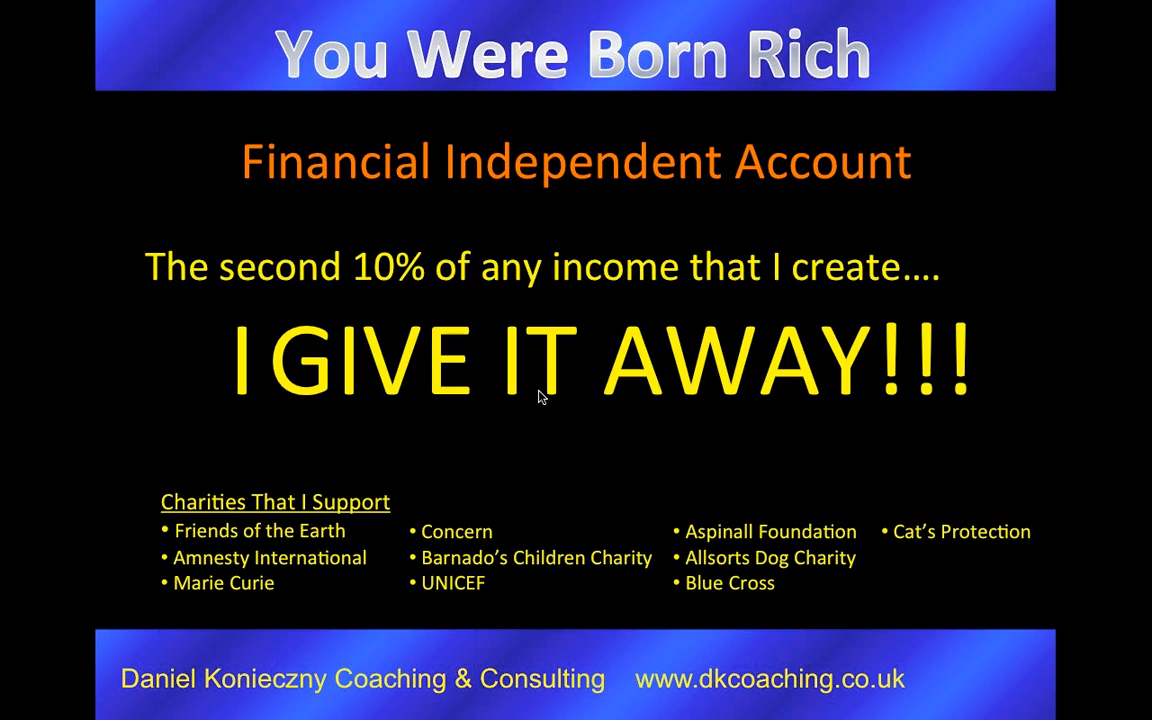 You Were Born Rich
Financial Independent Account
The second 10% of any income that I create....
I GIVE IT AWAY!!!
Charities That I Support
• Friends of the Earth
• Amnesty International
• Marie Curie
• Concern
• Barnado's Children Charity
• UNICEF
• Aspinall Foundation
• Allsorts Dog Charity
• Blue Cross
• Cat's Protection
Daniel Konieczny Coaching & Consulting www.dkcoaching.co.uk